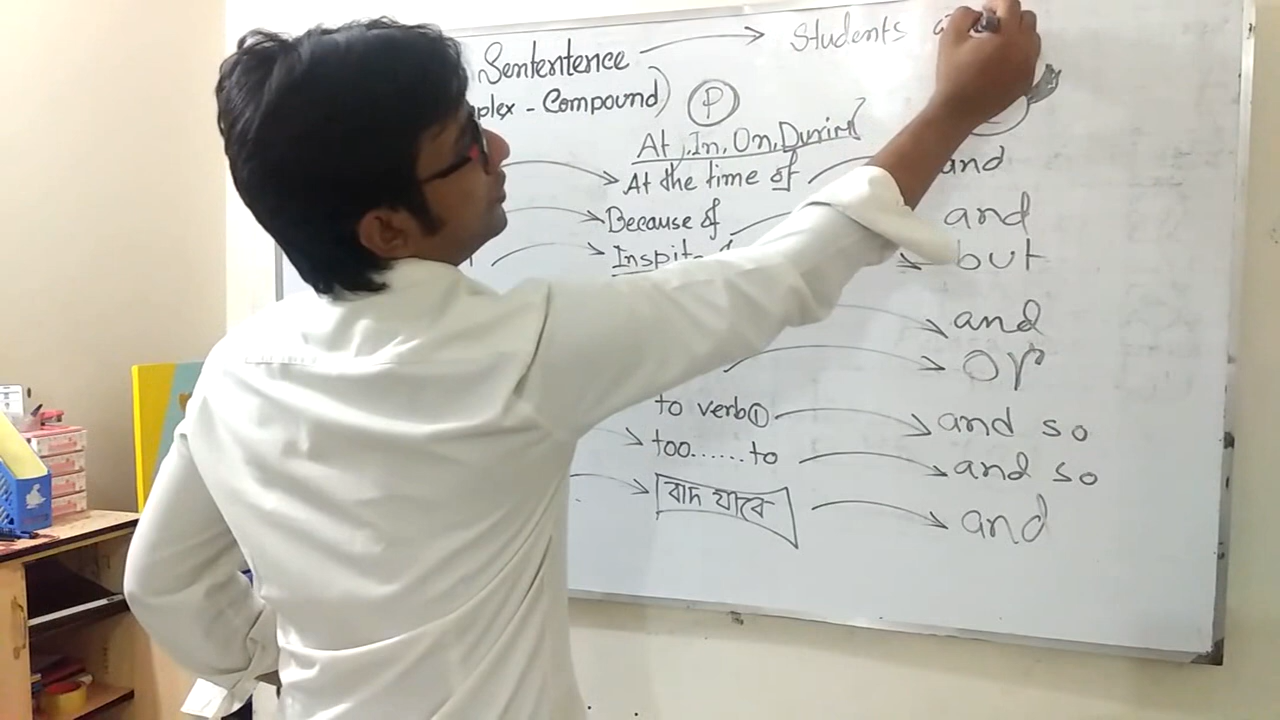 Sententence → Students
plex - Compound) P
At, In, On, During
At the time of and
Because of and
Inspite but
and
or
to verb① → and so
too......to → and so
বাদ যাবে → and